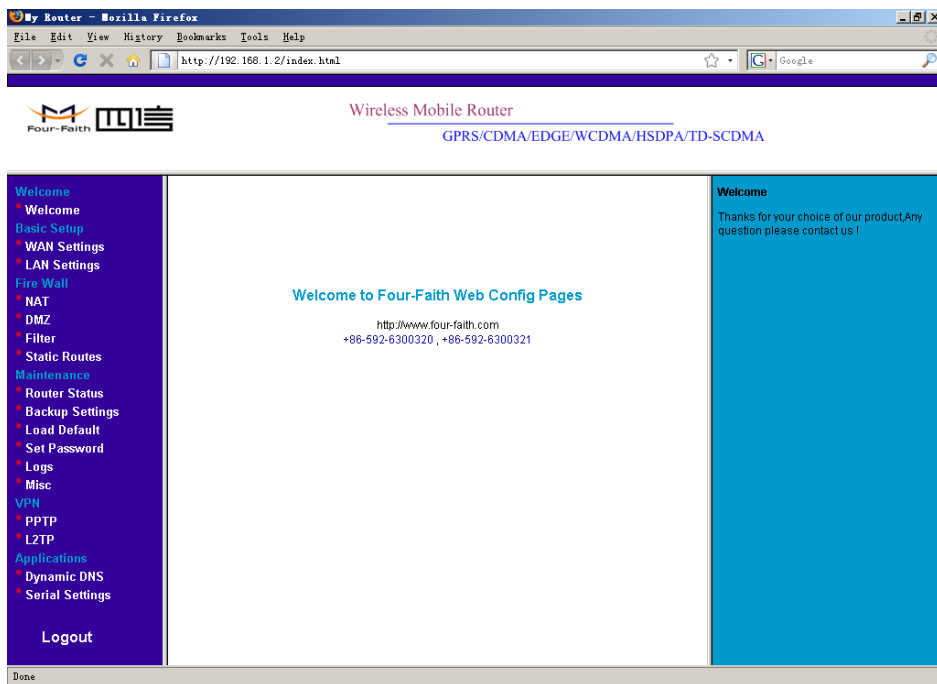 My Router - Mozilla Firefox
File Edit View History Bookmarks Tools Help
http://192.168.1.2/index.html
G Google
Four-Faith 四信
Wireless Mobile Router
GPRS/CDMA/EDGE/WCDMA/HSDPA/TD-SCDMA
Welcome
Welcome
Basic Setup
WAN Settings
LAN Settings
Fire Wall
NAT
DMZ
Filter
Static Routes
Maintenance
Router Status
Backup Settings
Load Default
Set Password
Logs
Misc
VPN
PPTP
L2TP
Applications
Dynamic DNS
Serial Settings
Logout
Welcome to Four-Faith Web Config Pages
http://www.four-faith.com
+86-592-6300320 , +86-592-6300321
Welcome
Thanks for your choice of our product,Any
question please contact us !
Done